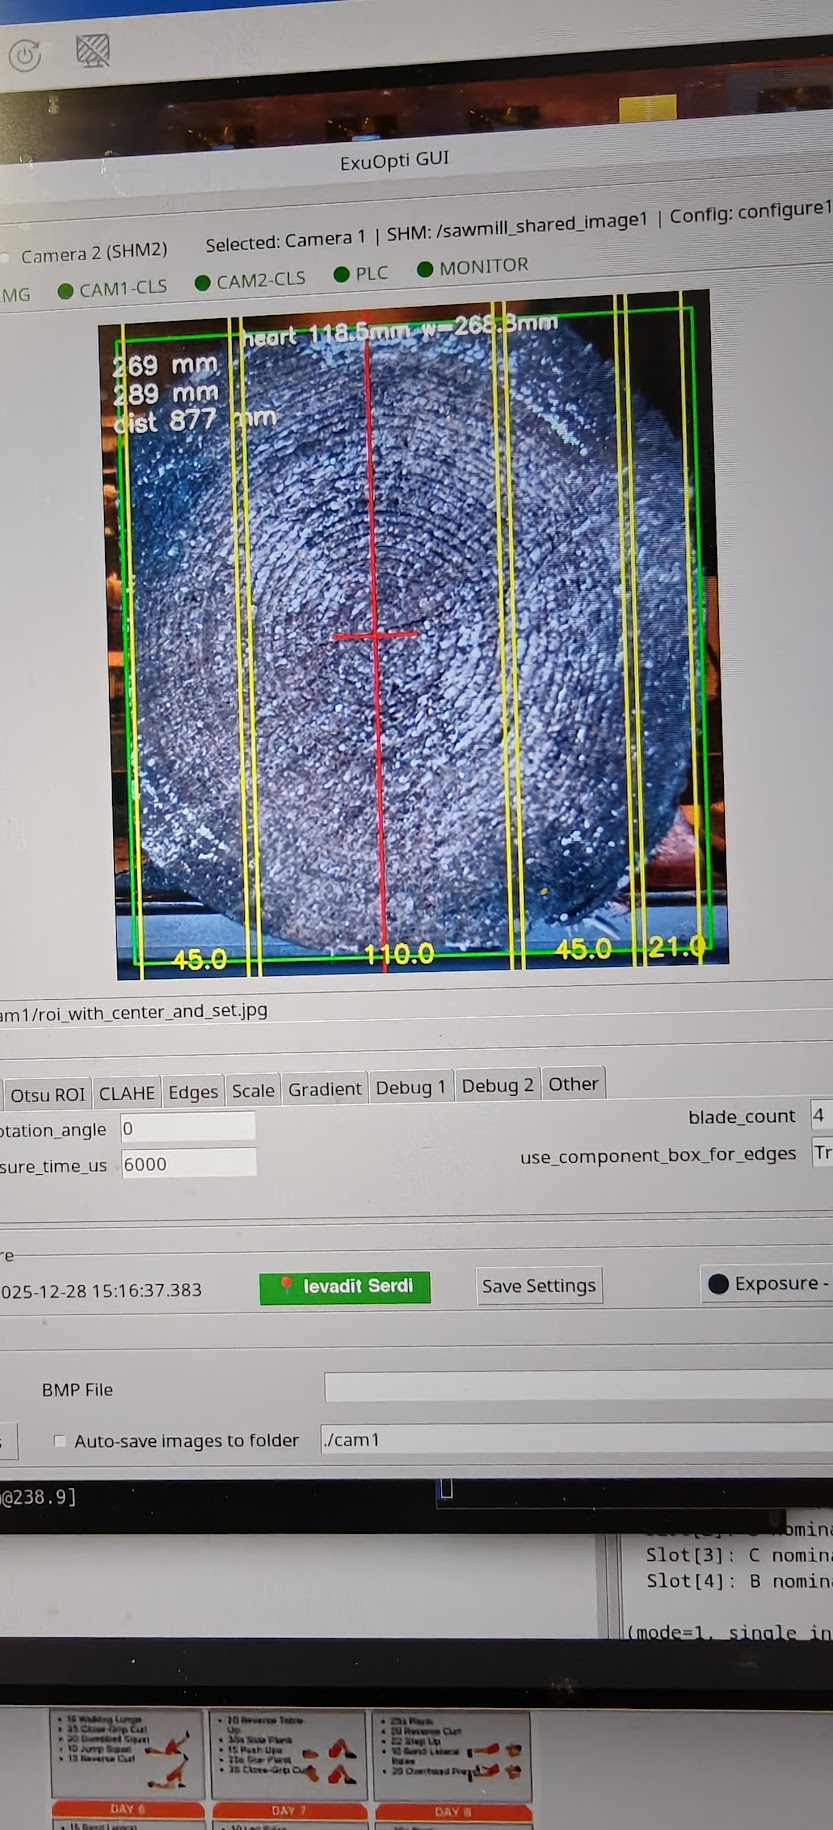 ExuOpti GUI
Camera 2 (SHM2)
Selected: Camera 1 | SHM: /sawmill_shared_image1 | Config: configure1
MG
CAM1-CLS
CAM2-CLS
PLC
MONITOR
heart 118.5mm w=268.3mm
269 mm
289 mm
dist 877 mm
45.0
110.0
45.0
21.0
am1/roi_with_center_and_set.jpg
Otsu ROI
CLAHE
Edges
Scale
Gradient
Debug 1
Debug 2
Other
otation_angle
0
blade_count
4
sure_time_us
6000
use_component_box_for_edges
Tr
re
025-12-28 15:16:37.383
Ievadīt Serdi
Save Settings
Exposure -
BMP File
Auto-save images to folder
./cam1
@238.9]
Slot[3]: C nomina
Slot[4]: B nomina
(mode=1, single in
DAY 6
DAY 7
DAY 8